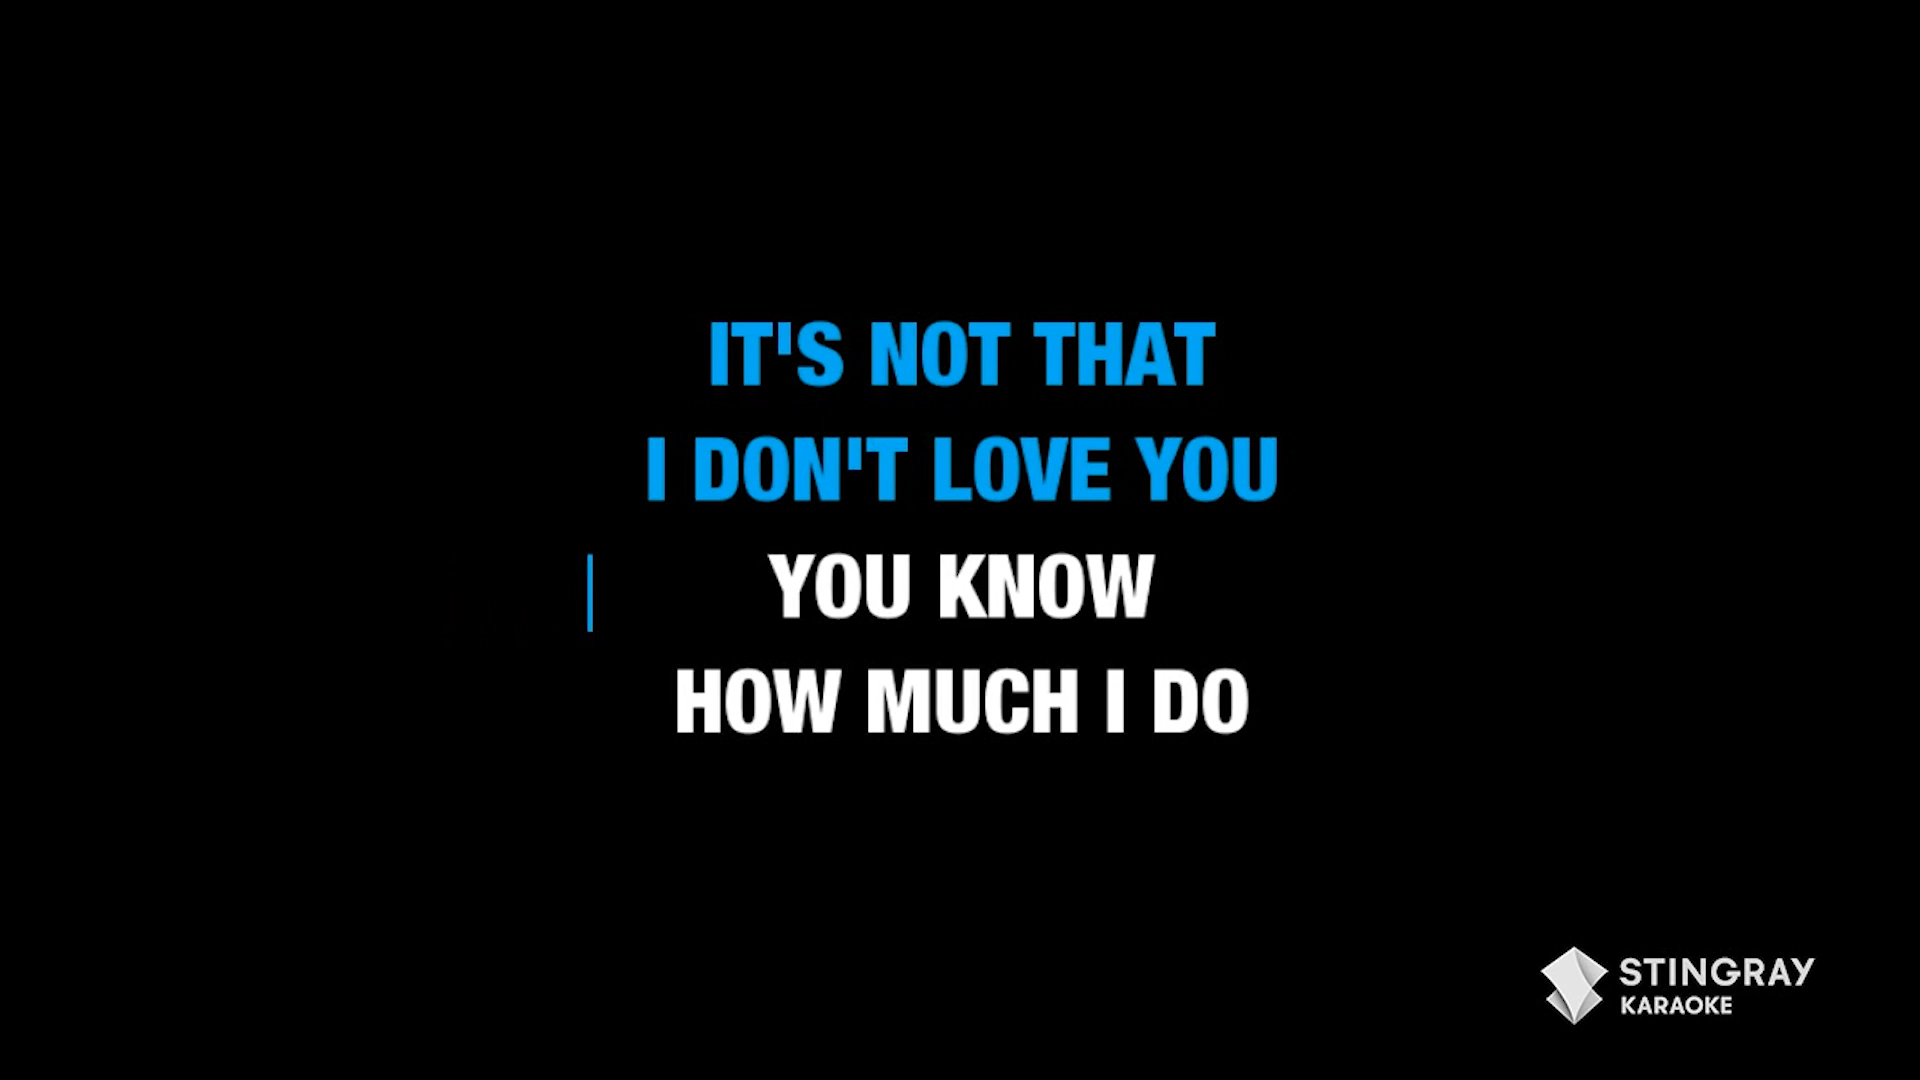 IT'S NOT THAT
I DON'T LOVE YOU
YOU KNOW
HOW MUCH I DO
STINGRAY
KARAOKE